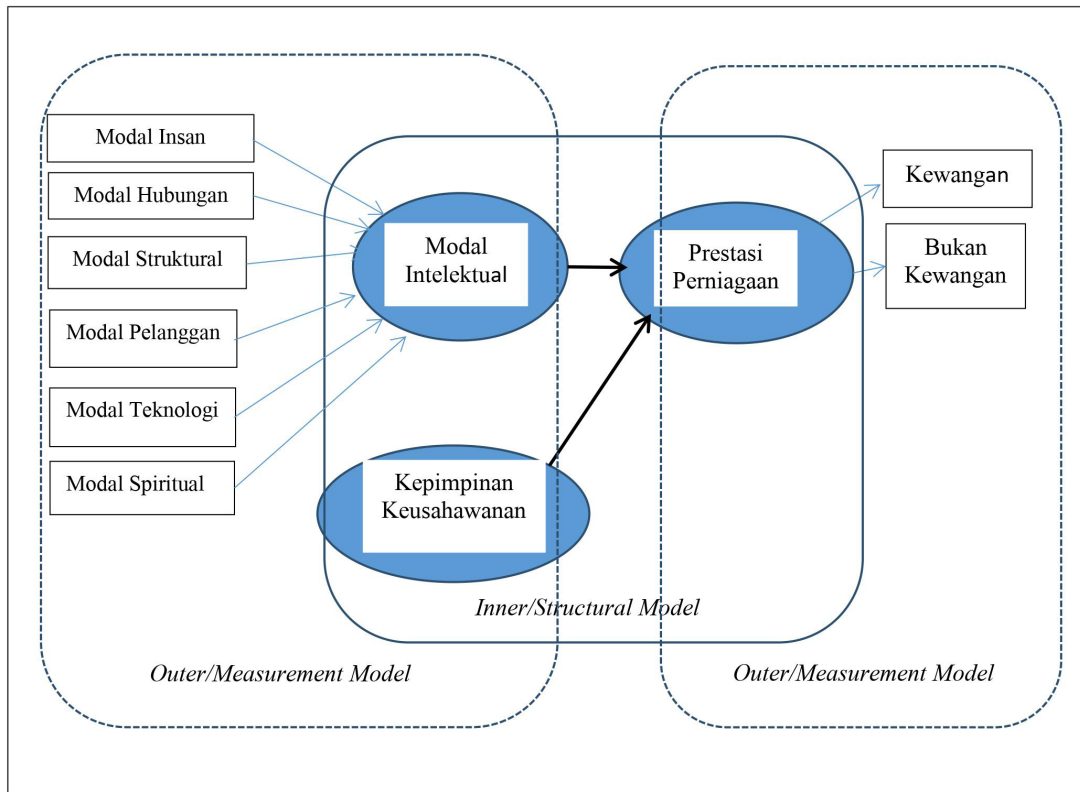 Modal Insan
Modal Hubungan
Modal Struktural
Modal Pelanggan
Modal Teknologi
Modal Spiritual
Modal
Intelektual
Kepimpinan
Keusahawanan
Prestasi
Perniagaan
Kewangan
Bukan
Kewangan
Inner/Structural Model
Outer/Measurement Model
Outer/Measurement Model